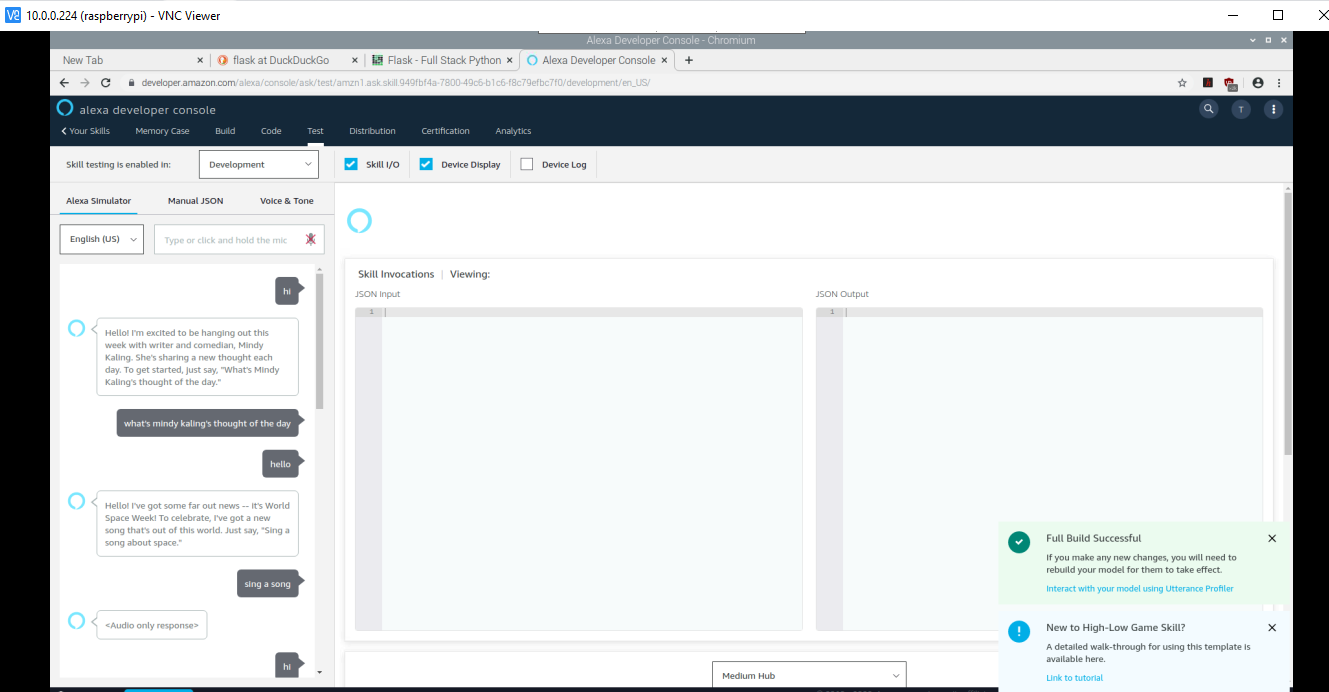 10.0.0.224 (raspberrypi) - VNC Viewer
Alexa Developer Console - Chromium
New Tab
flask at DuckDuckGo
Flask - Full Stack Python
Alexa Developer Console
developer.amazon.com/alexa/console/ask/test/amzn1.ask.skill.949fbf4a-7800-49c6-b1c6-f8c79efbc7f0/development/en_US/
alexa developer console
T
Your Skills
Memory Case
Build
Code
Test
Distribution
Certification
Analytics
Skill testing is enabled in:
Development
Skill I/O
Device Display
Device Log
Alexa Simulator
Manual JSON
Voice & Tone
English (US)
Type or click and hold the mic
hi
Hello! I'm excited to be hanging out this
week with writer and comedian, Mindy
Kaling. She's sharing a new thought each
day. To get started, just say, "What's Mindy
Kaling's thought of the day."
what's mindy kaling's thought of the day
hello
Hello! I've got some far out news -- it's World
Space Week! To celebrate, I've got a new
song that's out of this world. Just say, "Sing a
song about space."
sing a song
<Audio only response>
hi
Skill Invocations | Viewing:
JSON Input
1
JSON Output
1
Medium Hub
Full Build Successful
If you make any new changes, you will need to
rebuild your model for them to take effect.
Interact with your model using Utterance Profiler
New to High-Low Game Skill?
A detailed walk-through for using this template is
available here.
Link to tutorial